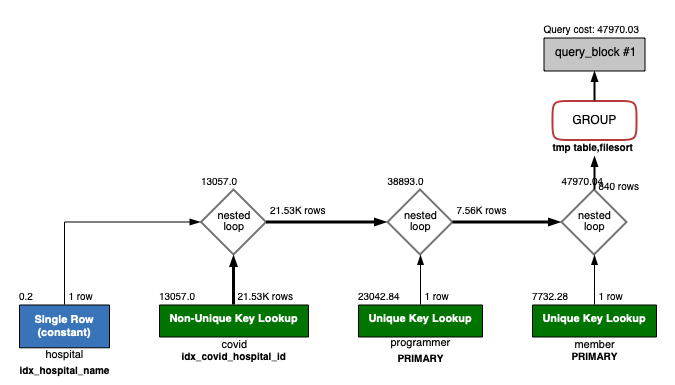 Query cost: 47970.03
query_block #1
GROUP
tmp table,filesort
13057.0
38893.0
47970.04
840 rows
nested
loop
21.53K rows
nested
loop
7.56K rows
nested
loop
0.2
1 row
13057.0
21.53K rows
23042.84
1 row
7732.28
1 row
Single Row
(constant)
Non-Unique Key Lookup
Unique Key Lookup
Unique Key Lookup
hospital
idx_hospital_name
covid
idx_covid_hospital_id
programmer
PRIMARY
member
PRIMARY